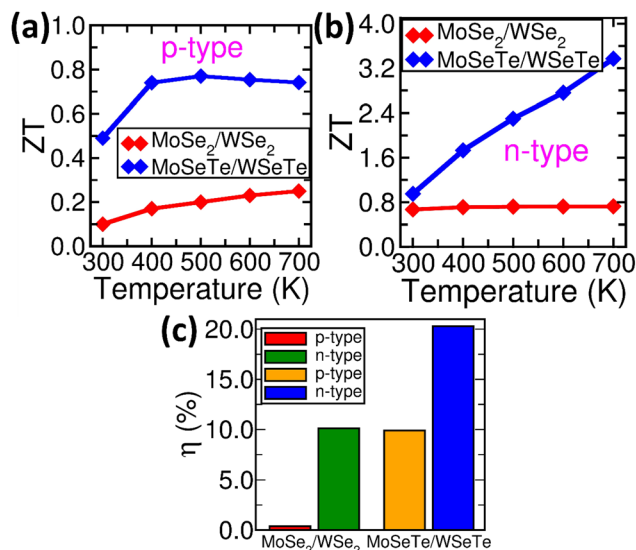 (a)
p-type
ZT
1.0
0.8
0.6
0.4
0.2
0.0
MoSe₂/WSe₂
MoSeTe/WSeTe
300 400 500 600 700
Temperature (K)
(b)
MoSe₂/WSe₂
MoSeTe/WSeTe
n-type
ZT
4.0
3.2
2.4
1.6
0.8
0.0
300 400 500 600 700
Temperature (K)
(c)
p-type
n-type
p-type
n-type
η (%)
20.0
15.0
10.0
5.0
0.0
MoSe₂/WSe₂ MoSeTe/WSeTe